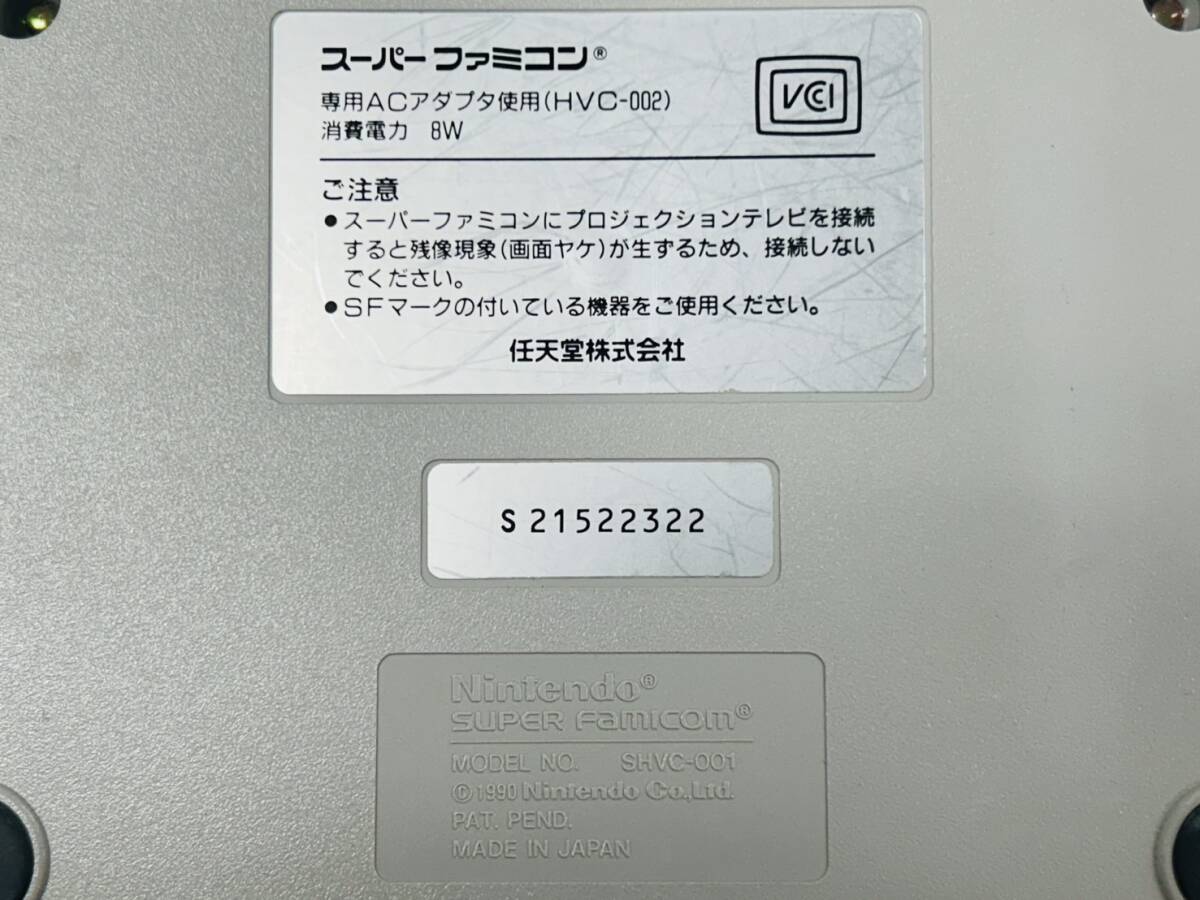 スーパーファミコン®
専用ACアダプタ使用(HVC-002)
消費電力 8W
VCCI
ご注意
●スーパーファミコンにプロジェクションテレビを接続
すると残像現象(画面ヤケ)が生ずるため、接続しない
でください。
●SFマークの付いている機器をご使用ください。
任天堂株式会社
S21522322
Nintendo®
SUPER FAMICOM®
MODEL NO. SHVC-001
©1990 Nintendo Co.,Ltd.
PAT. PEND.
MADE IN JAPAN